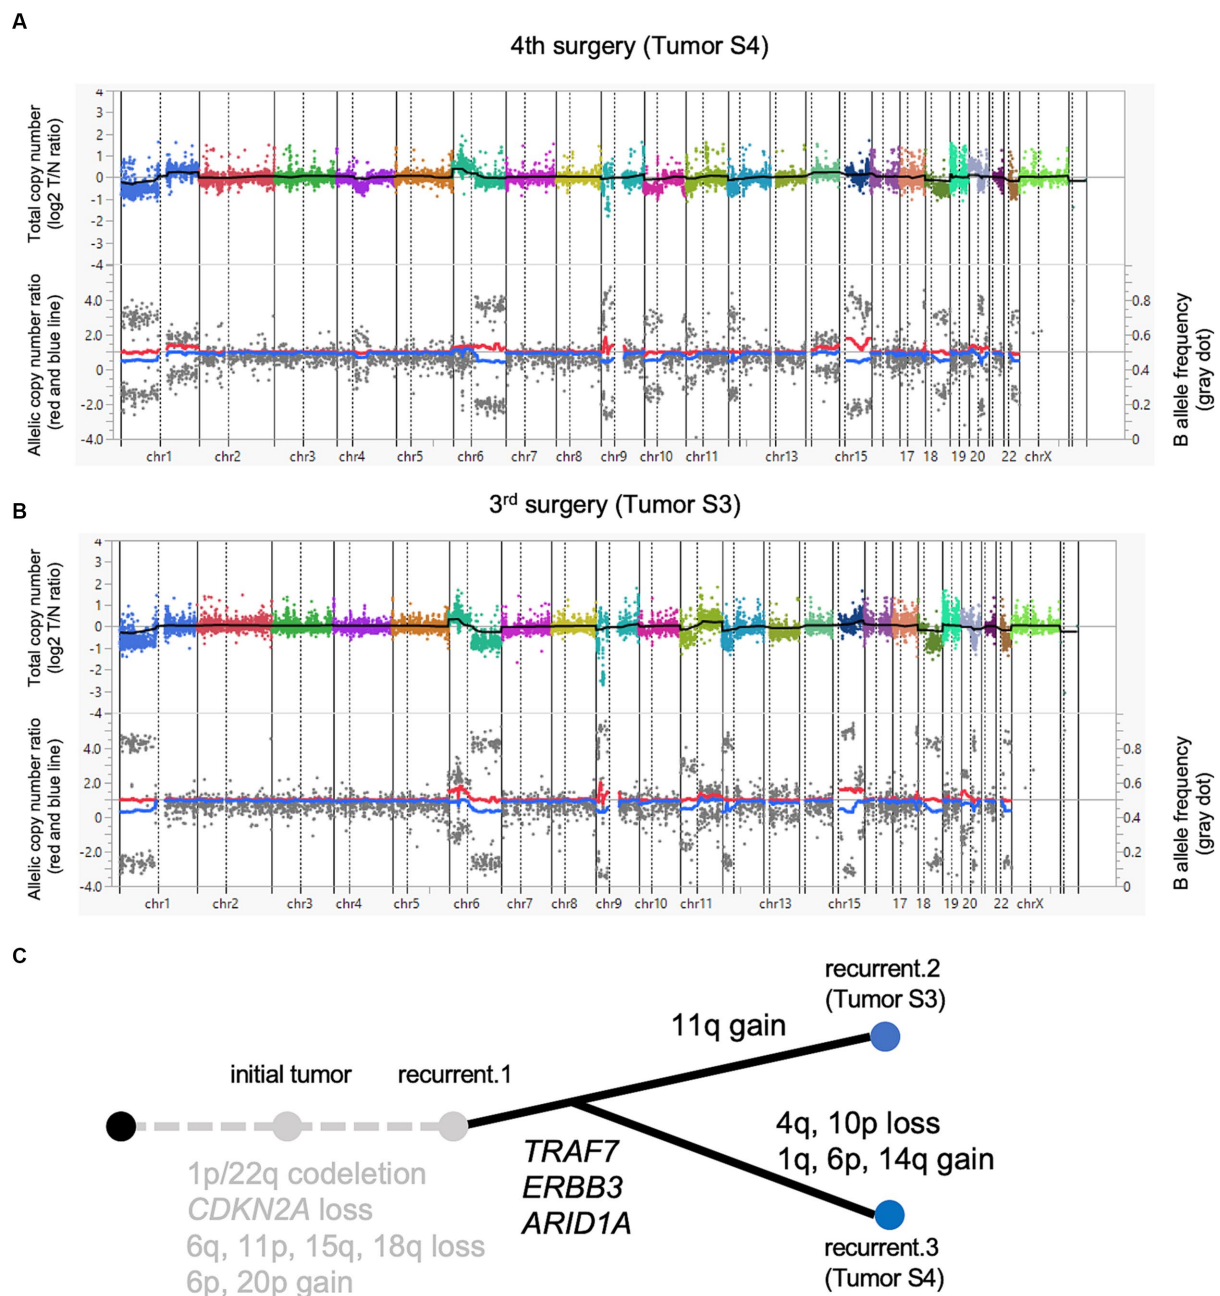 A
4th surgery (Tumor S4)
Total copy number
(log2 T/N ratio)
4
3
2
1
0
-1
-2
-3
-4
Allelic copy number ratio
(red and blue line)
4.0
2.0
0
-2.0
-4.0
0.8
0.6
0.4
0.2
0
B allele frequency
(gray dot)
chr1 chr2 chr3 chr4 chr5 chr6 chr7 chr8 chr9 chr10 chr11 chr13 chr15 17 18 19 20 22 chrX
B
3rd surgery (Tumor S3)
Total copy number
(log2 T/N ratio)
4
3
2
1
0
-1
-2
-3
-4
Allelic copy number ratio
(red and blue line)
4.0
2.0
0
-2.0
-4.0
0.8
0.6
0.4
0.2
0
B allele frequency
(gray dot)
chr1 chr2 chr3 chr4 chr5 chr6 chr7 chr8 chr9 chr10 chr11 chr13 chr15 17 18 19 20 22 chrX
C
recurrent.2
(Tumor S3)
11q gain
initial tumor recurrent.1
4q, 10p loss
1q, 6p, 14q gain
TRAF7
ERBB3
ARID1A
1p/22q codeletion
CDKN2A loss
6q, 11p, 15q, 18q loss
6p, 20p gain
recurrent.3
(Tumor S4)